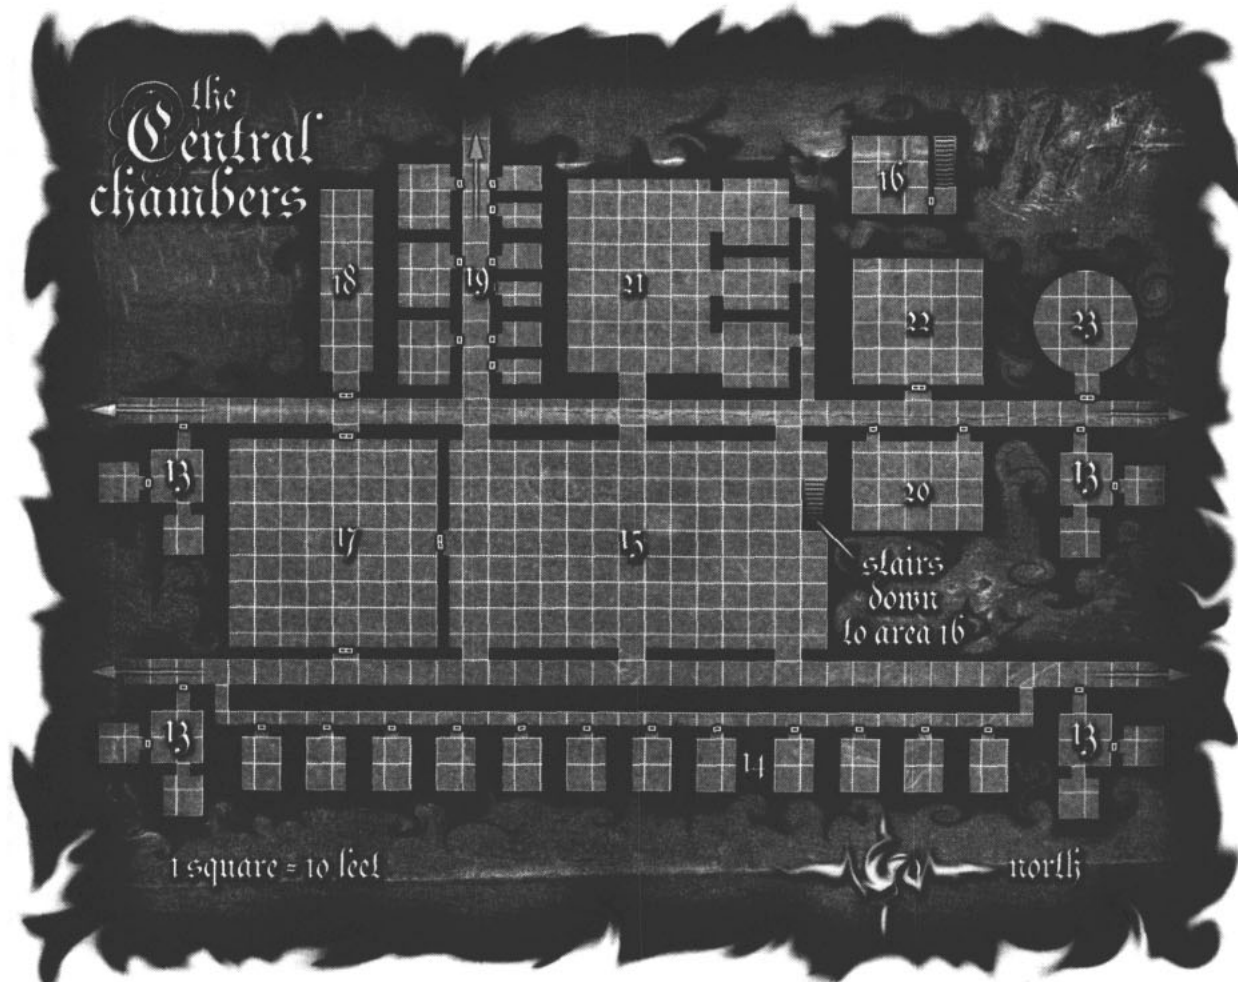 the
Central
chambers
16
18
19
21
22
23
13
13
20
17
15
stairs
down
to area 16
13
13
14
1 square = 10 feet
north